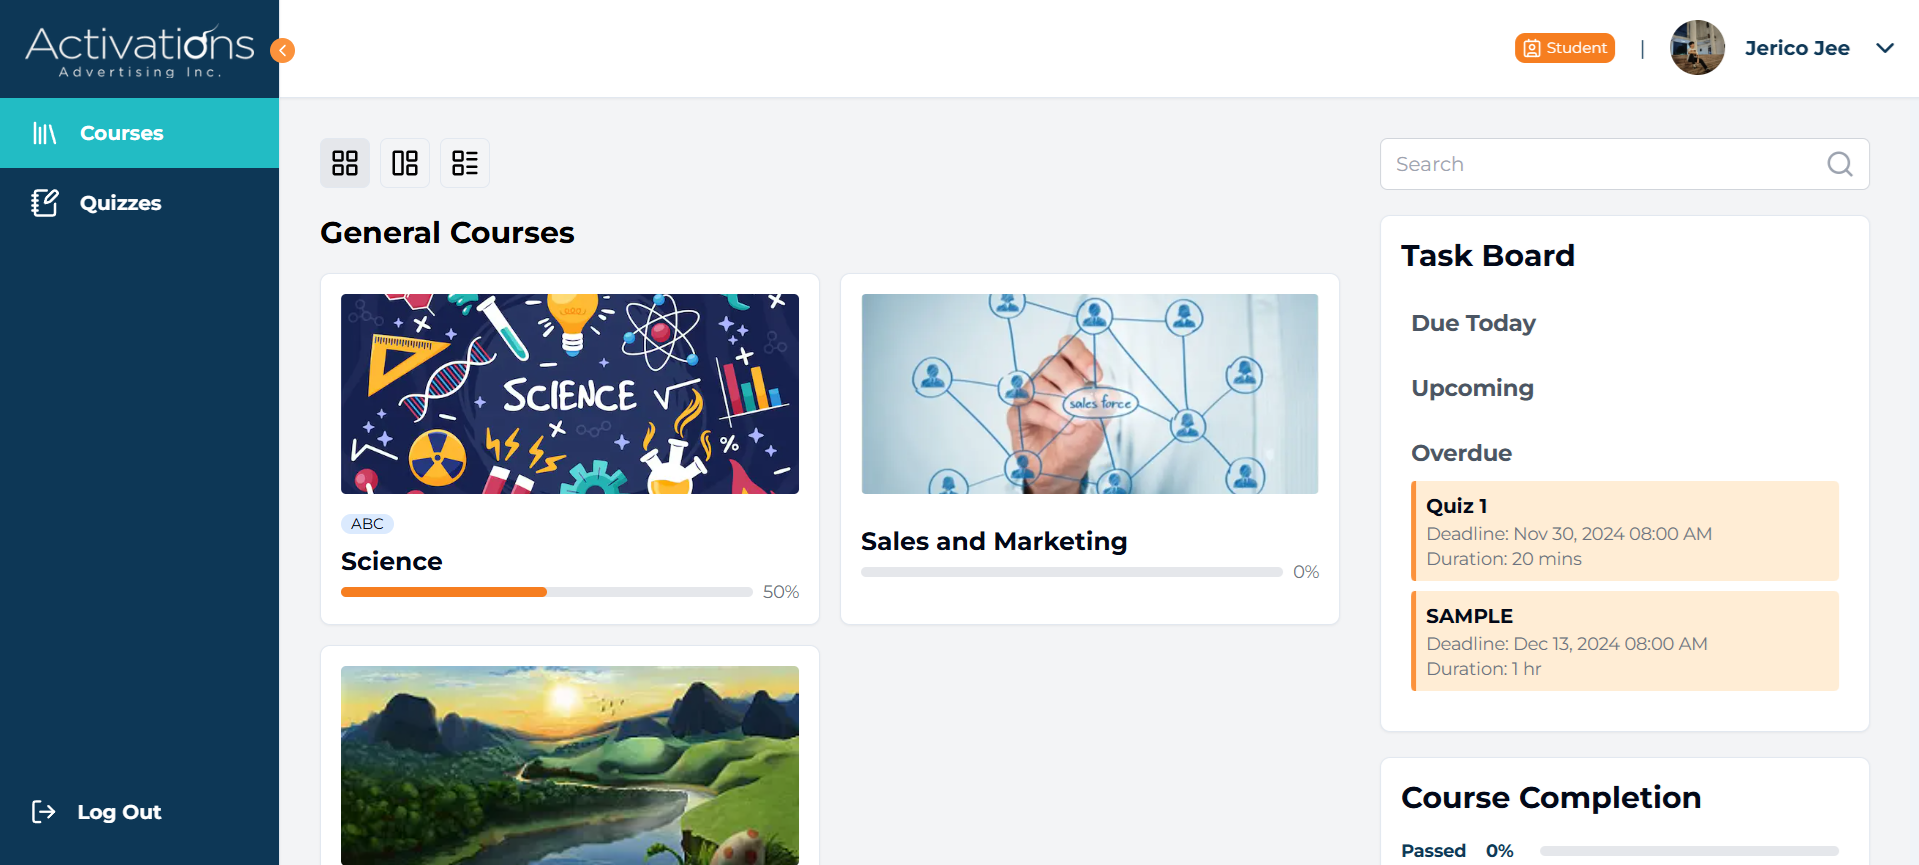 Activations
Advertising Inc.
Student
|
Jerico Jee
Courses
Quizzes
Log Out
General Courses
SCIENCE
%
ABC
Science
50%
sales force
Sales and Marketing
0%
Search
Task Board
Due Today
Upcoming
Overdue
Quiz 1
Deadline: Nov 30, 2024 08:00 AM
Duration: 20 mins
SAMPLE
Deadline: Dec 13, 2024 08:00 AM
Duration: 1 hr
Course Completion
Passed 0%